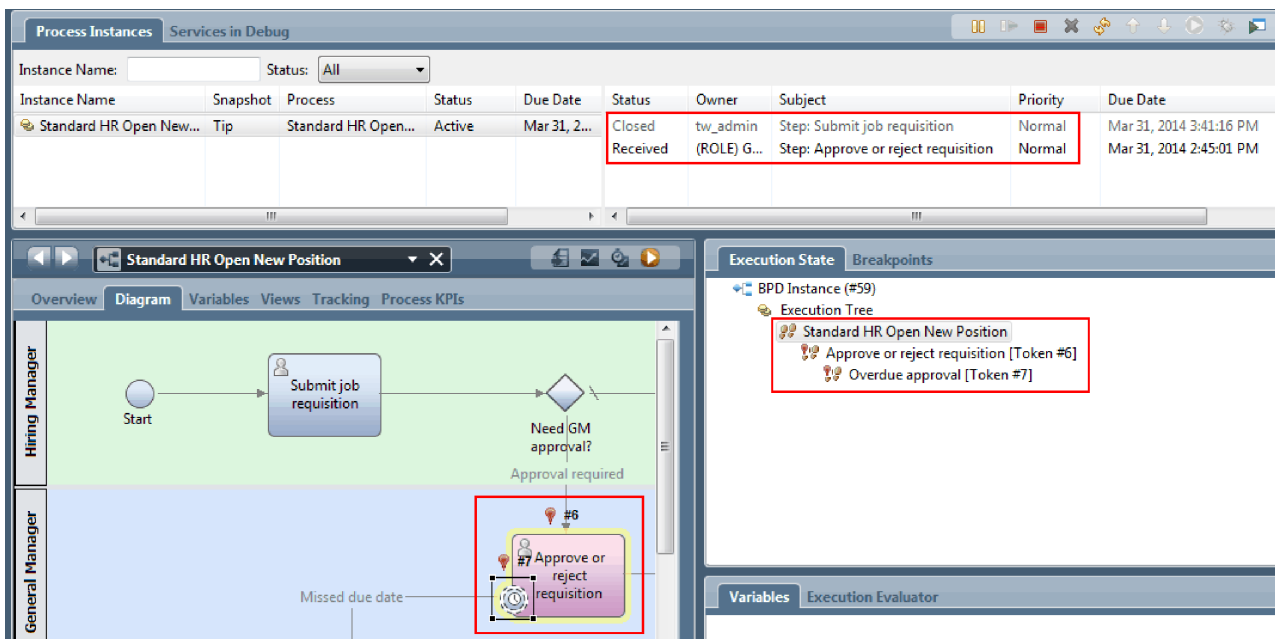 Process Instances Services in Debug
Instance Name: Status: All
Instance Name Snapshot Process Status Due Date Status Owner Subject Priority Due Date
Standard HR Open New... Tip Standard HR Open... Active Mar 31, 2... Closed tw_admin Step: Submit job requisition Normal Mar 31, 2014 3:41:16 PM
Received (ROLE) G... Step: Approve or reject requisition Normal Mar 31, 2014 2:45:01 PM
Standard HR Open New Position
Overview Diagram Variables Views Tracking Process KPIs
Hiring Manager
Start
Submit job
requisition
Need GM
approval?
Approval required
General Manager
#6
#7
Approve or
reject
requisition
Missed due date
Execution State Breakpoints
BPD Instance (#59)
Execution Tree
Standard HR Open New Position
Approve or reject requisition [Token #6]
Overdue approval [Token #7]
Variables Execution Evaluator